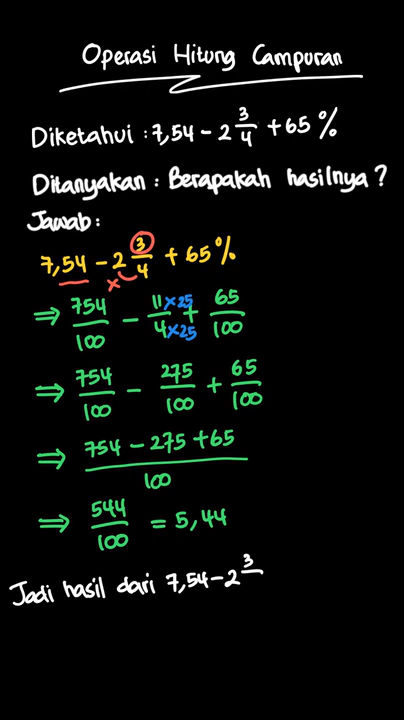 Operasi Hitung Campuran
Diketahui : 7,54 - 2 3/4 + 65 %
Ditanyakan : Berapakah hasilnya ?
Jawab :
7,54 - 2 3/4 + 65 %
x
⇒ 754/100 - 11 x25/4 x25 + 65/100
⇒ 754/100 - 275/100 + 65/100
⇒ 754 - 275 + 65/100
⇒ 544/100 = 5,44
Jadi hasil dari 7,54 - 2 3/